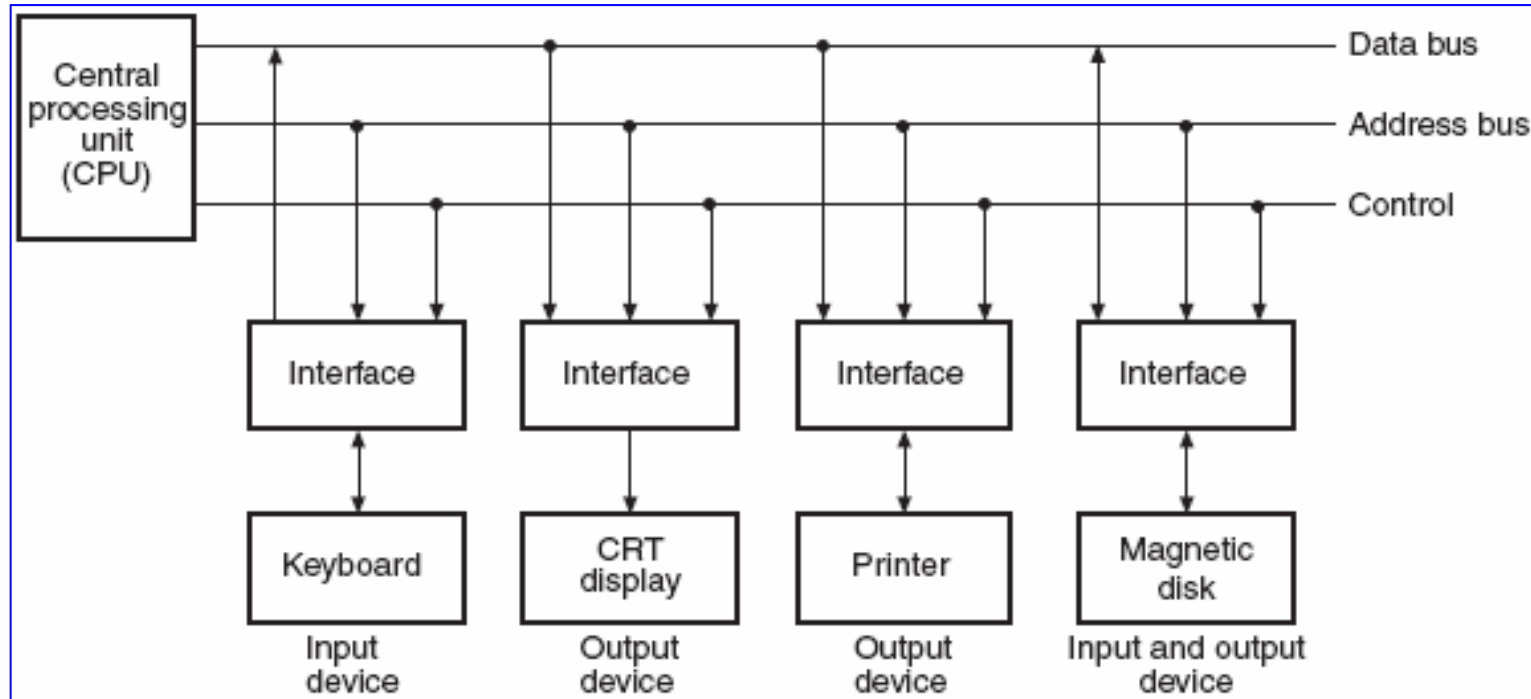 Central
processing
unit
(CPU)
Data bus
Address bus
Control
Interface
Interface
Interface
Interface
Keyboard
CRT
display
Printer
Magnetic
disk
Input
device
Output
device
Output
device
Input and output
device